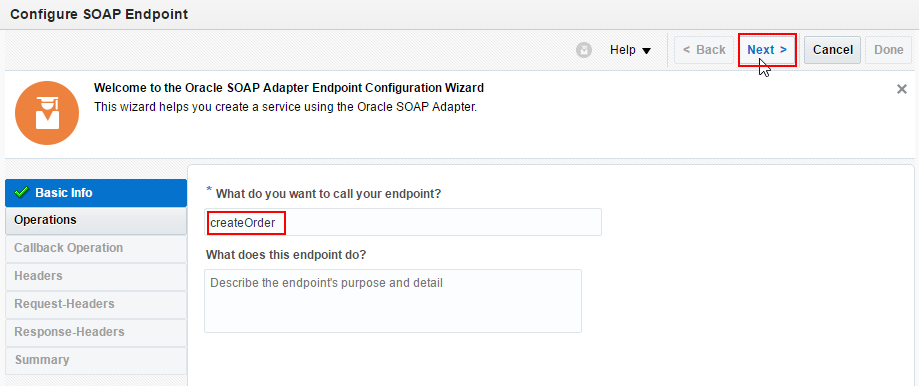 Configure SOAP Endpoint
Help
< Back
Next >
Cancel
Done
Welcome to the Oracle SOAP Adapter Endpoint Configuration Wizard
This wizard helps you create a service using the Oracle SOAP Adapter.
Basic Info
Operations
Callback Operation
Headers
Request-Headers
Response-Headers
Summary
* What do you want to call your endpoint?
createOrder
What does this endpoint do?
Describe the endpoint's purpose and detail